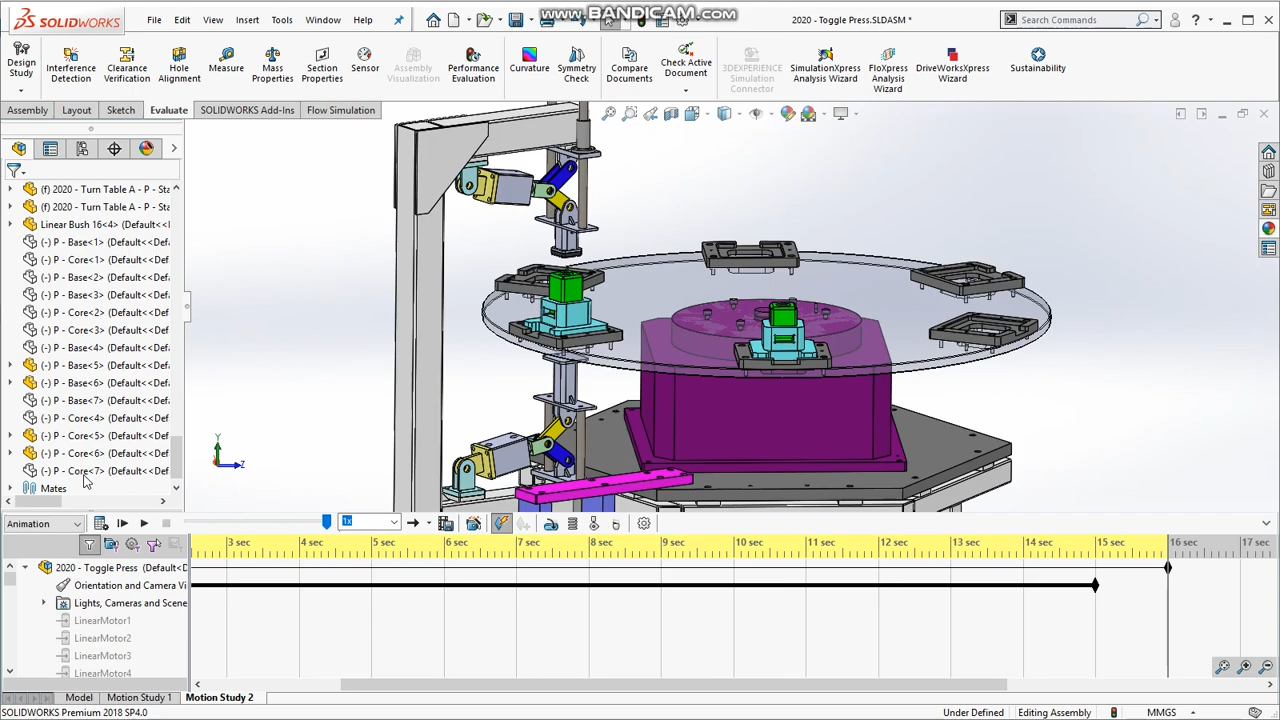 www.BANDICAM.com
SOLIDWORKS
File Edit View Insert Tools Window Help
2020 - Toggle Press.SLDASM *
Search Commands
Design Study
Interference Detection
Clearance Verification
Hole Alignment
Measure
Mass Properties
Section Properties
Sensor
Assembly Visualization
Performance Evaluation
Curvature
Symmetry Check
Compare Documents
Check Active Document
3DEXPERIENCE Simulation Connector
SimulationXpress Analysis Wizard
FloXpress Analysis Wizard
DriveWorksXpress Wizard
Sustainability
Assembly Layout Sketch Evaluate SOLIDWORKS Add-Ins Flow Simulation
(f) 2020 - Turn Table A - P - Sta
(f) 2020 - Turn Table A - P - Sta
Linear Bush 16<4> (Default<<
(-) P - Base<1> (Default<<Defa
(-) P - Core<1> (Default<<Def
(-) P - Base<2> (Default<<Defa
(-) P - Base<3> (Default<<Defa
(-) P - Core<2> (Default<<Def
(-) P - Core<3> (Default<<Def
(-) P - Base<4> (Default<<Defa
(-) P - Base<5> (Default<<Defa
(-) P - Base<6> (Default<<Defa
(-) P - Base<7> (Default<<Defa
(-) P - Core<4> (Default<<Def
(-) P - Core<5> (Default<<Def
(-) P - Core<6> (Default<<Def
(-) P - Core<7> (Default<<Def
Mates
Y
Z
Animation
1x
3 sec 4 sec 5 sec 6 sec 7 sec 8 sec 9 sec 10 sec 11 sec 12 sec 13 sec 14 sec 15 sec 16 sec 17 sec
2020 - Toggle Press (Default<D
Orientation and Camera Vi
Lights, Cameras and Scene
LinearMotor1
LinearMotor2
LinearMotor3
LinearMotor4
Model Motion Study 1 Motion Study 2
SOLIDWORKS Premium 2018 SP4.0
Under Defined Editing Assembly MMGS